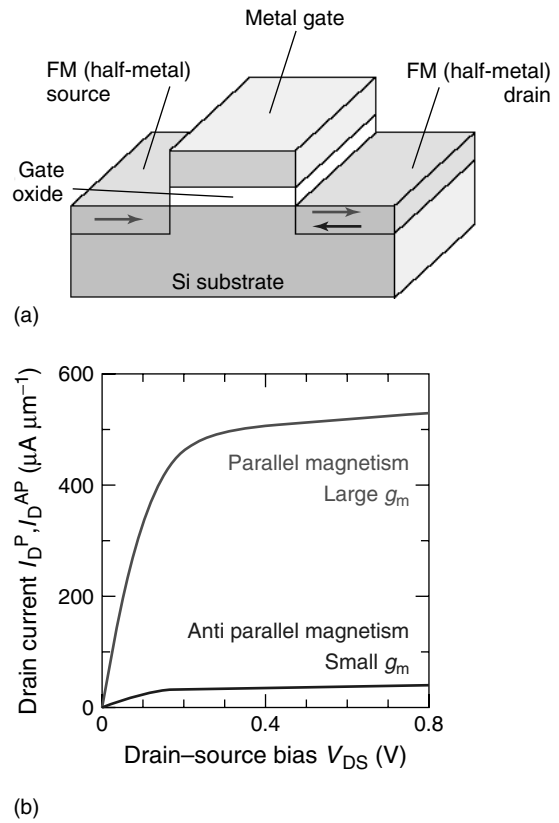 Metal gate
FM (half-metal)
source
FM (half-metal)
drain
Gate
oxide
Si substrate
(a)
600
400
200
0
Drain current I_D^P, I_D^AP (μA μm⁻¹)
Parallel magnetism
Large g_m
Anti parallel magnetism
Small g_m
0 0.4 0.8
Drain–source bias V_DS (V)
(b)